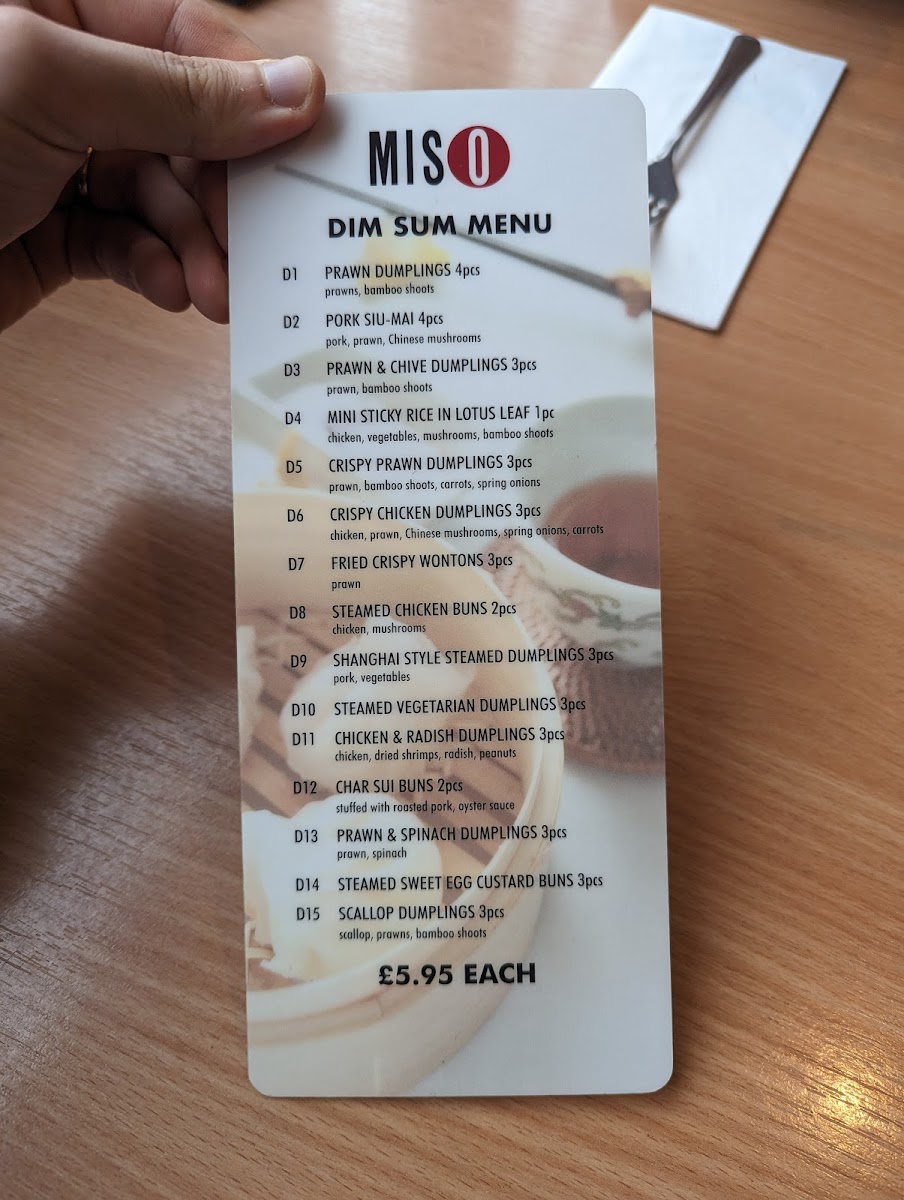 MISO
DIM SUM MENU
D1 PRAWN DUMPLINGS 4pcs
prawns, bamboo shoots
D2 PORK SIU-MAI 4pcs
pork, prawn, Chinese mushrooms
D3 PRAWN & CHIVE DUMPLINGS 3pcs
prawn, bamboo shoots
D4 MINI STICKY RICE IN LOTUS LEAF 1pc
chicken, vegetables, mushrooms, bamboo shoots
D5 CRISPY PRAWN DUMPLINGS 3pcs
prawn, bamboo shoots, carrots, spring onions
D6 CRISPY CHICKEN DUMPLINGS 3pcs
chicken, prawn, Chinese mushrooms, spring onions, carrots
D7 FRIED CRISPY WONTONS 3pcs
prawn
D8 STEAMED CHICKEN BUNS 2pcs
chicken, mushrooms
D9 SHANGHAI STYLE STEAMED DUMPLINGS 3pcs
pork, vegetables
D10 STEAMED VEGETARIAN DUMPLINGS 3pcs
D11 CHICKEN & RADISH DUMPLINGS 3pcs
chicken, dried shrimps, radish, peanuts
D12 CHAR SUI BUNS 2pcs
stuffed with roasted pork, oyster sauce
D13 PRAWN & SPINACH DUMPLINGS 3pcs
prawn, spinach
D14 STEAMED SWEET EGG CUSTARD BUNS 3pcs
D15 SCALLOP DUMPLINGS 3pcs
scallop, prawns, bamboo shoots
£5.95 EACH